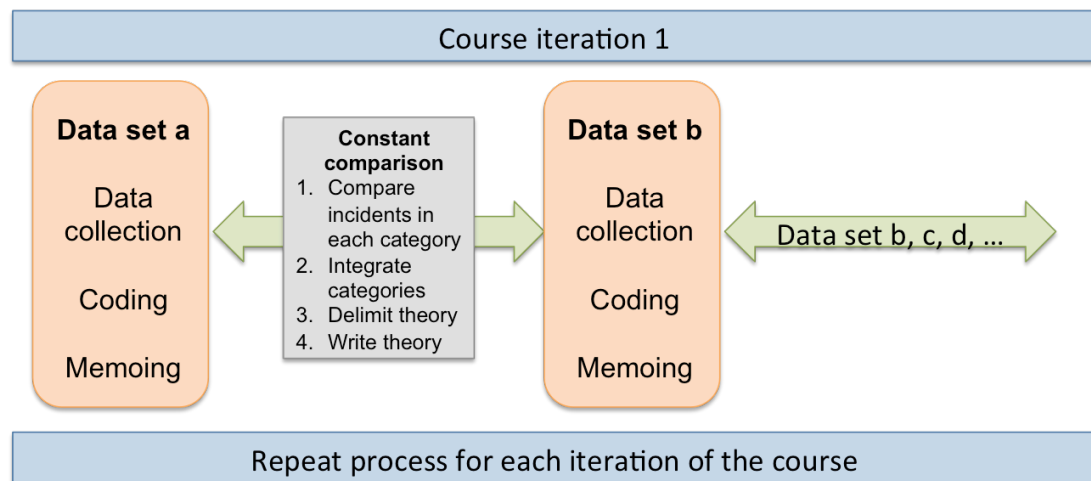 Course iteration 1
Data set a
Data
collection
Coding
Memoing
Constant
comparison
1. Compare
incidents in
each category
2. Integrate
categories
3. Delimit theory
4. Write theory
Data set b
Data
collection
Coding
Memoing
Data set b, c, d, ...
Repeat process for each iteration of the course